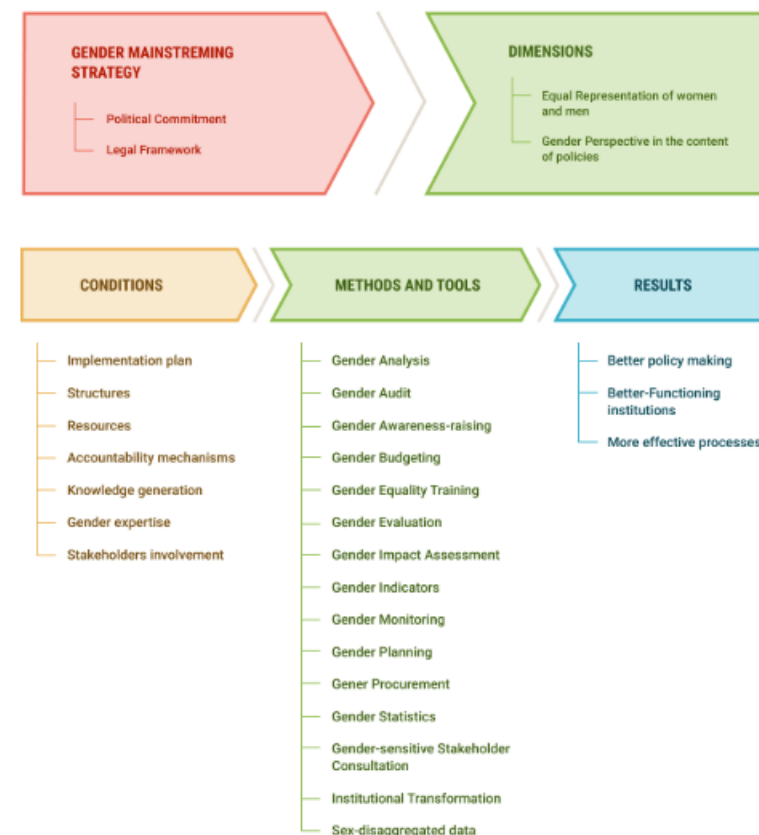 GENDER MAINSTREMING
STRATEGY
Political Commitment
Legal Framework
DIMENSIONS
Equal Representation of women
and men
Gender Perspective in the content
of policies
CONDITIONS
Implementation plan
Structures
Resources
Accountability mechanisms
Knowledge generation
Gender expertise
Stakeholders involvement
METHODS AND TOOLS
Gender Analysis
Gender Audit
Gender Awareness-raising
Gender Budgeting
Gender Equality Training
Gender Evaluation
Gender Impact Assessment
Gender Indicators
Gender Monitoring
Gender Planning
Gener Procurement
Gender Statistics
Gender-sensitive Stakeholder
Consultation
Institutional Transformation
Sex-disaggregated data
RESULTS
Better policy making
Better-Functioning
institutions
More effective processes